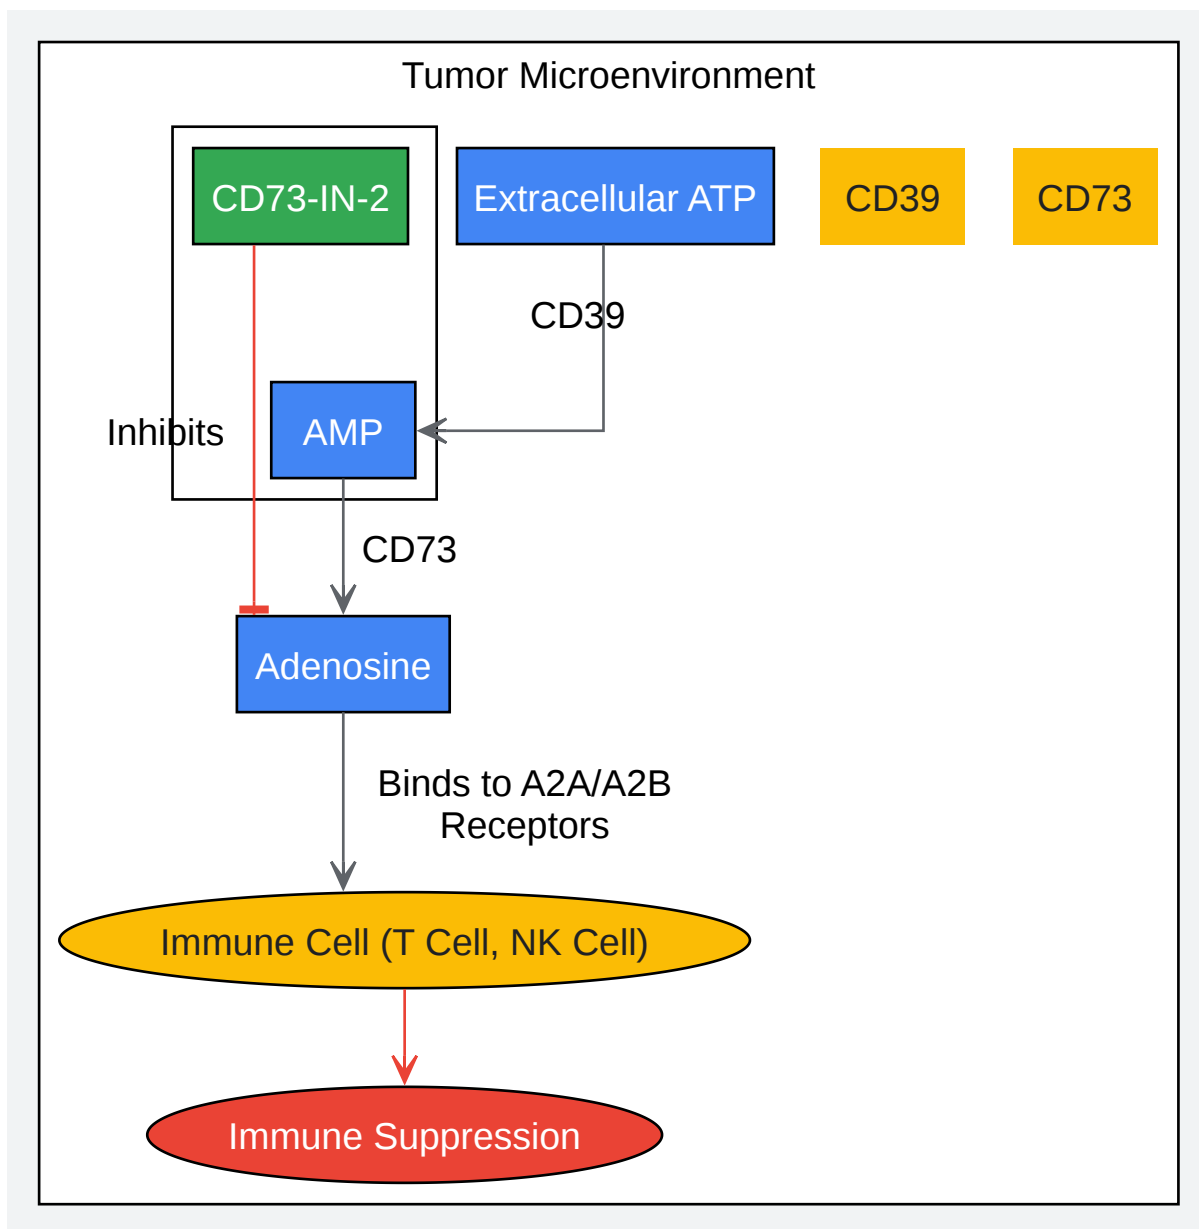 Tumor Microenvironment
CD73-IN-2
Extracellular ATP
CD39
CD73
CD39
Inhibits
AMP
CD73
Adenosine
Binds to A2A/A2B
Receptors
Immune Cell (T Cell, NK Cell)
Immune Suppression